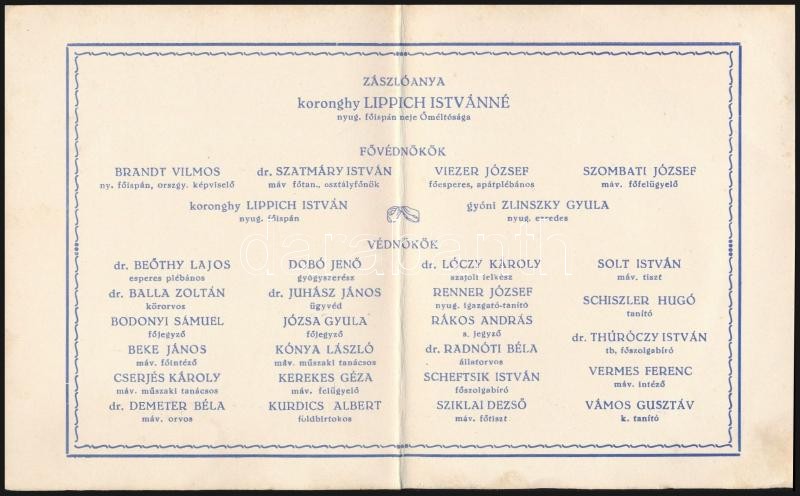 ZÁSZLÓANYA
koronghy LIPPICH ISTVÁNNÉ
nyug. főispán neje Őméltósága
FŐVÉDNÖKÖK
BRANDT VILMOS
ny. főispán, orszgy. képviselő
dr. SZATMÁRY ISTVÁN
máv főtan., osztályfőnök
VIEZER JÓZSEF
főesperes, apátplébános
SZOMBATI JÓZSEF
máv. főfelügyelő
koronghy LIPPICH ISTVÁN
nyug. főispán
gyóni ZLINSZKY GYULA
nyug.
VÉDNÖKÖK
dr. BEŐTHY LAJOS
esperes plébános
dr. BALLA ZOLTÁN
körorvos
BODONYI SÁMUEL
főjegyző
BEKE JÁNOS
máv. főintéző
CSERJÉS KÁROLY
máv. műszaki tanácsos
dr. DEMETER BÉLA
máv. orvos
DOBÓ JENŐ
gyógyszerész
dr. JUHÁSZ JÁNOS
ügyvéd
JÓZSA GYULA
főjegyző
KÓNYA LÁSZLÓ
máv. műszaki tanácsos
KEREKES GÉZA
máv. felügyelő
KURDICS ALBERT
földbirtokos
dr. LÓCZY KÁROLY
szajoli lelkész
RENNER JÓZSEF
nyug. igazgató-tanító
RÁKOS ANDRÁS
s. jegyző
dr. RADNÓTI BÉLA
állatorvos
SCHEFTSIK ISTVÁN
főszolgabíró
SZIKLAI DEZSŐ
máv. főtiszt
SOLT ISTVÁN
máv. tiszt
SCHISZLER HUGÓ
tanító
dr. THÚRÓCZY ISTVÁN
tb. főszolgabíró
VERMES FERENC
máv. intéző
VÁMOS GUSZTÁV
k. tanító
darabanth